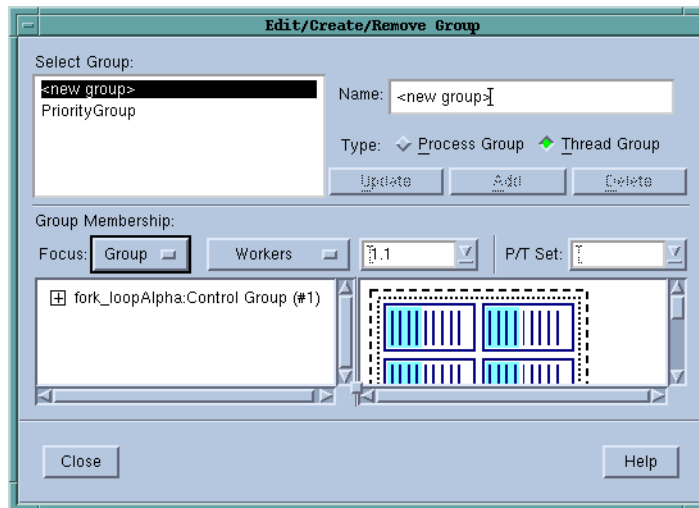 Edit/Create/Remove Group
Select Group:
<new group>
PriorityGroup
Name: <new group>
Type: Process Group Thread Group
Update Add Delete
Group Membership:
Focus: Group Workers 1.1 P/T Set:
fork_loopAlpha:Control Group (#1)
Close Help